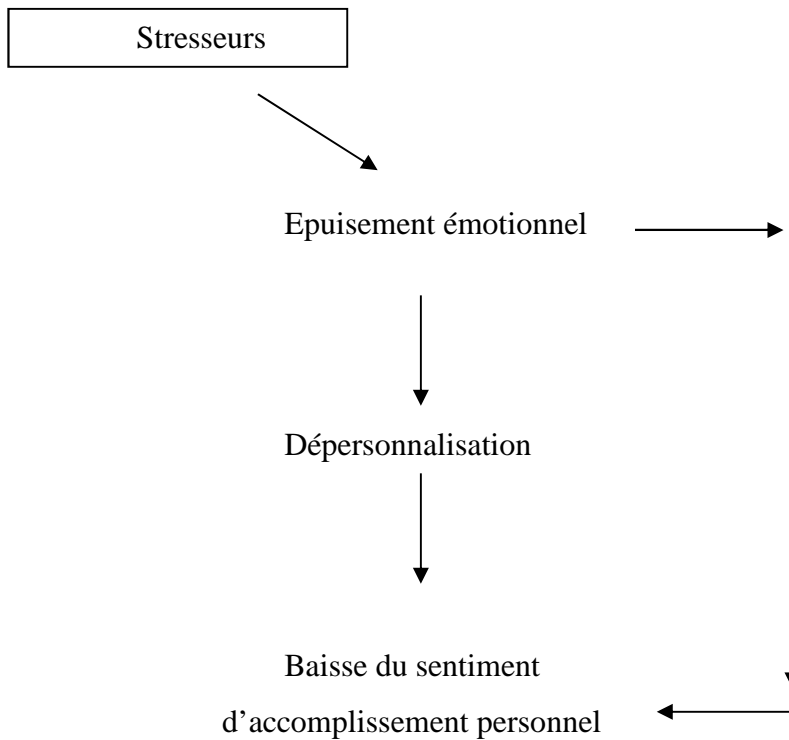 Stresseurs
Epuisement émotionnel
Dépersonnalisation
Baisse du sentiment
d’accomplissement personnel